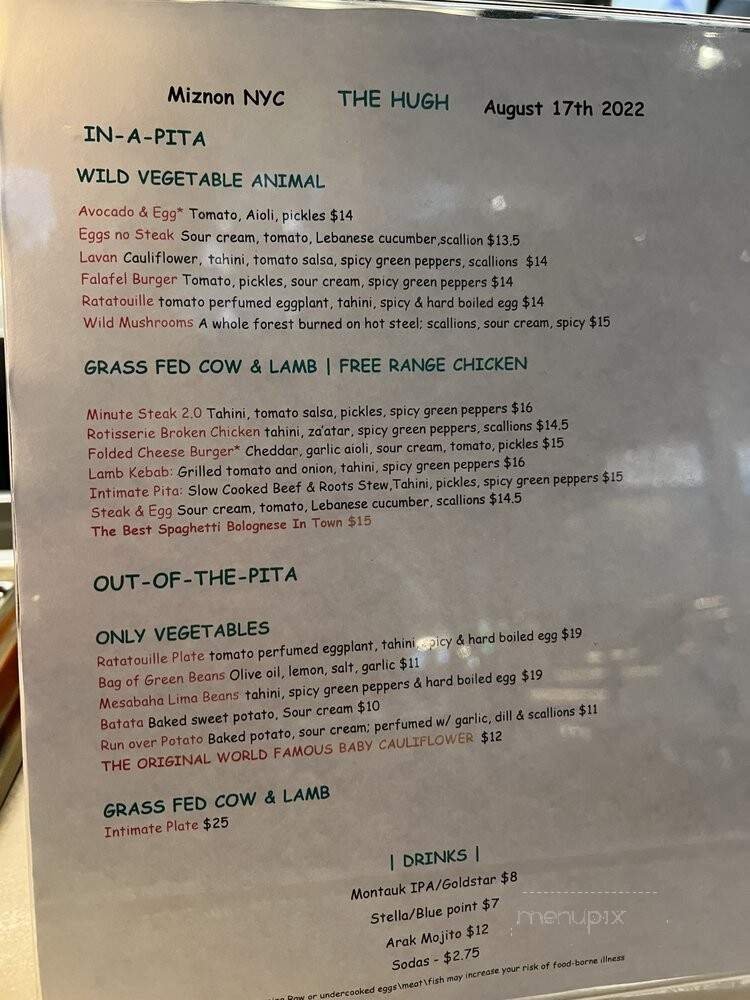 Miznon NYC THE HUGH August 17th 2022
IN-A-PITA
WILD VEGETABLE ANIMAL
Avocado & Egg* Tomato, Aioli, pickles $14
Eggs no Steak Sour cream, tomato, Lebanese cucumber,scallion $13.5
Lavan Cauliflower, tahini, tomato salsa, spicy green peppers, scallions $14
Falafel Burger Tomato, pickles, sour cream, spicy green peppers $14
Ratatouille tomato perfumed eggplant, tahini, spicy & hard boiled egg $14
Wild Mushrooms A whole forest burned on hot steel; scallions, sour cream, spicy $15
GRASS FED COW & LAMB | FREE RANGE CHICKEN
Minute Steak 2.0 Tahini, tomato salsa, pickles, spicy green peppers $16
Rotisserie Broken Chicken tahini, za'atar, spicy green peppers, scallions $14.5
Folded Cheese Burger* Cheddar, garlic aioli, sour cream, tomato, pickles $15
Lamb Kebab: Grilled tomato and onion, tahini, spicy green peppers $16
Intimate Pita: Slow Cooked Beef & Roots Stew,Tahini, pickles, spicy green peppers $15
Steak & Egg Sour cream, tomato, Lebanese cucumber, scallions $14.5
The Best Spaghetti Bolognese In Town $15
OUT-OF-THE-PITA
ONLY VEGETABLES
Ratatouille Plate tomato perfumed eggplant, tahini, spicy & hard boiled egg $19
Bag of Green Beans Olive oil, lemon, salt, garlic $11
Mesabaha Lima Beans tahini, spicy green peppers & hard boiled egg $19
Batata Baked sweet potato, Sour cream $10
Run over Potato Baked potato, sour cream; perfumed w/ garlic, dill & scallions $11
THE ORIGINAL WORLD FAMOUS BABY CAULIFLOWER $12
GRASS FED COW & LAMB
Intimate Plate $25
| DRINKS |
Montauk IPA/Goldstar $8
Stella/Blue point $7
Arak Mojito $12
Sodas - $2.75
Raw or undercooked eggs\meat\fish may increase your risk of food-borne illness
menupix